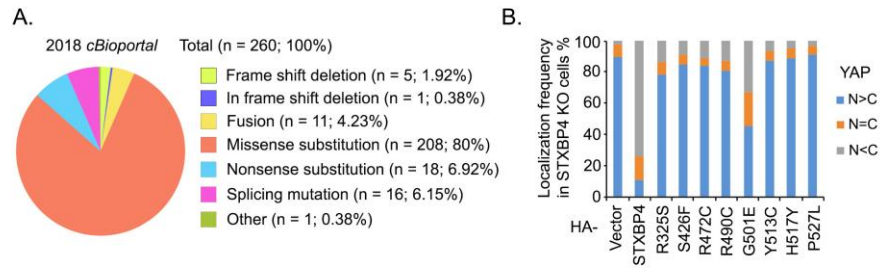 A.
2018 cBioportal Total (n = 260; 100%)
Frame shift deletion (n = 5; 1.92%)
In frame shift deletion (n = 1; 0.38%)
Fusion (n = 11; 4.23%)
Missense substitution (n = 208; 80%)
Nonsense substitution (n = 18; 6.92%)
Splicing mutation (n = 16; 6.15%)
Other (n = 1; 0.38%)
B.
Localization frequency
in STXBP4 KO cells %
100
80
60
40
20
0
HA-
Vector
STXBP4
R325S
S426F
R472C
R490C
G501E
Y513C
H517Y
P527L
YAP
N>C
N=C
N<C